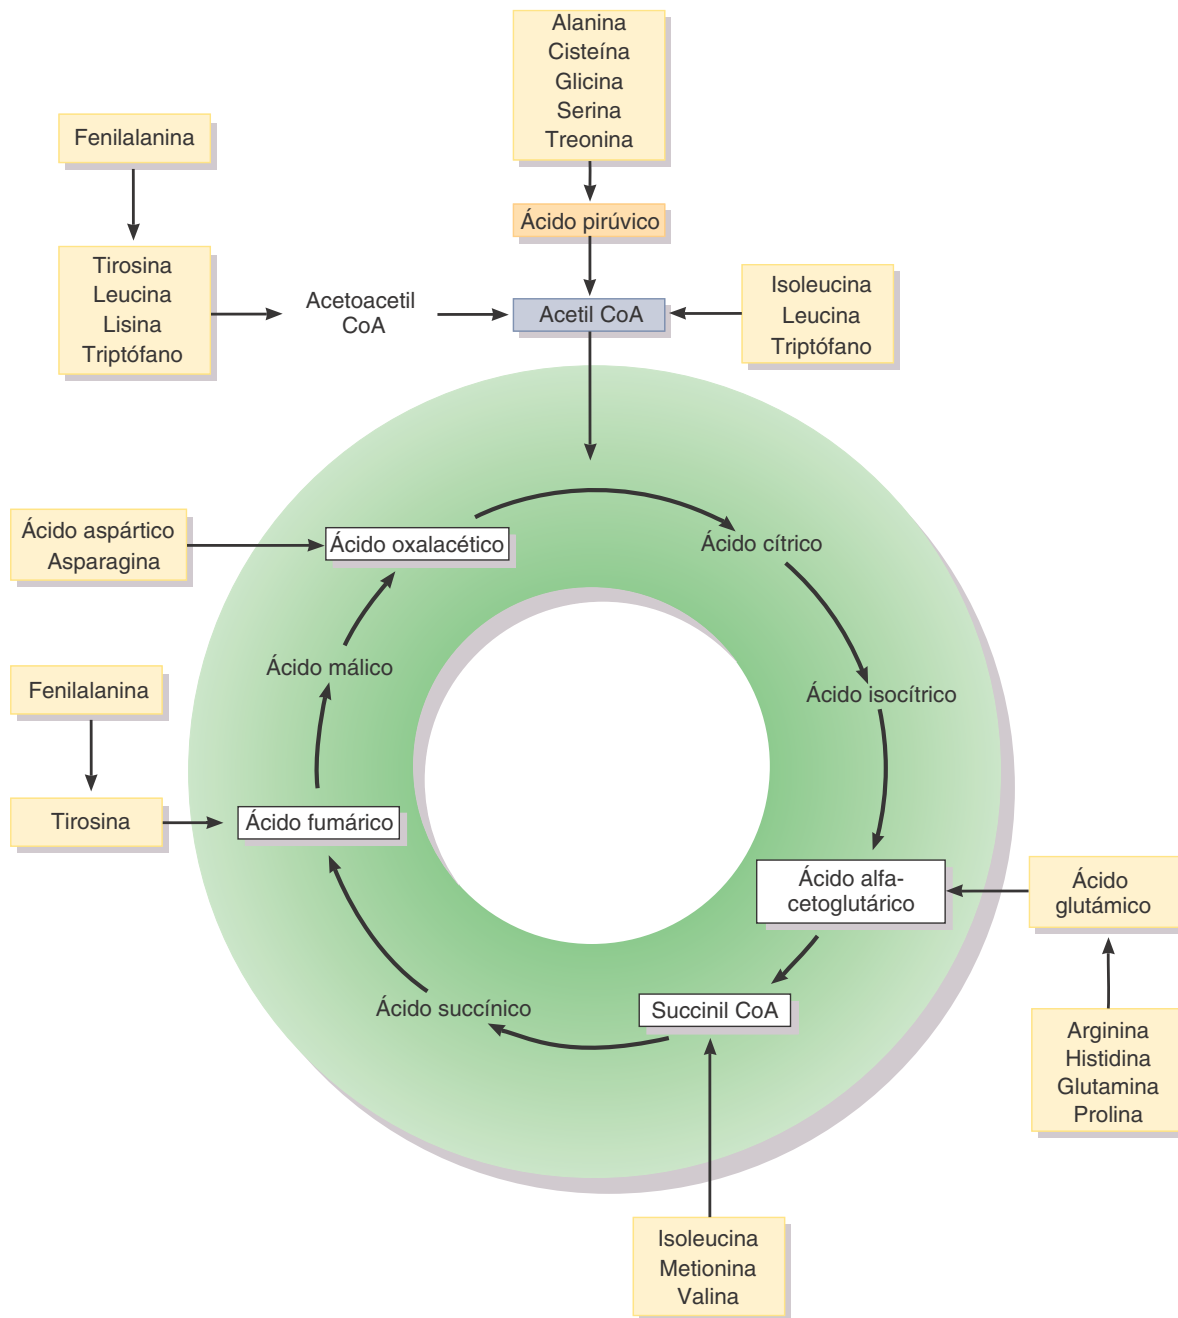 Alanina
Cisteína
Glicina
Serina
Treonina
Fenilalanina
Ácido pirúvico
Tirosina
Leucina
Lisina
Triptófano
Acetoacetil
CoA
Acetil CoA
Isoleucina
Leucina
Triptófano
Ácido aspártico
Asparagina
Ácido oxalacético
Ácido cítrico
Ácido málico
Fenilalanina
Ácido isocítrico
Tirosina
Ácido fumárico
Ácido alfa-
cetoglutárico
Ácido
glutámico
Ácido succínico
Succinil CoA
Arginina
Histidina
Glutamina
Prolina
Isoleucina
Metionina
Valina